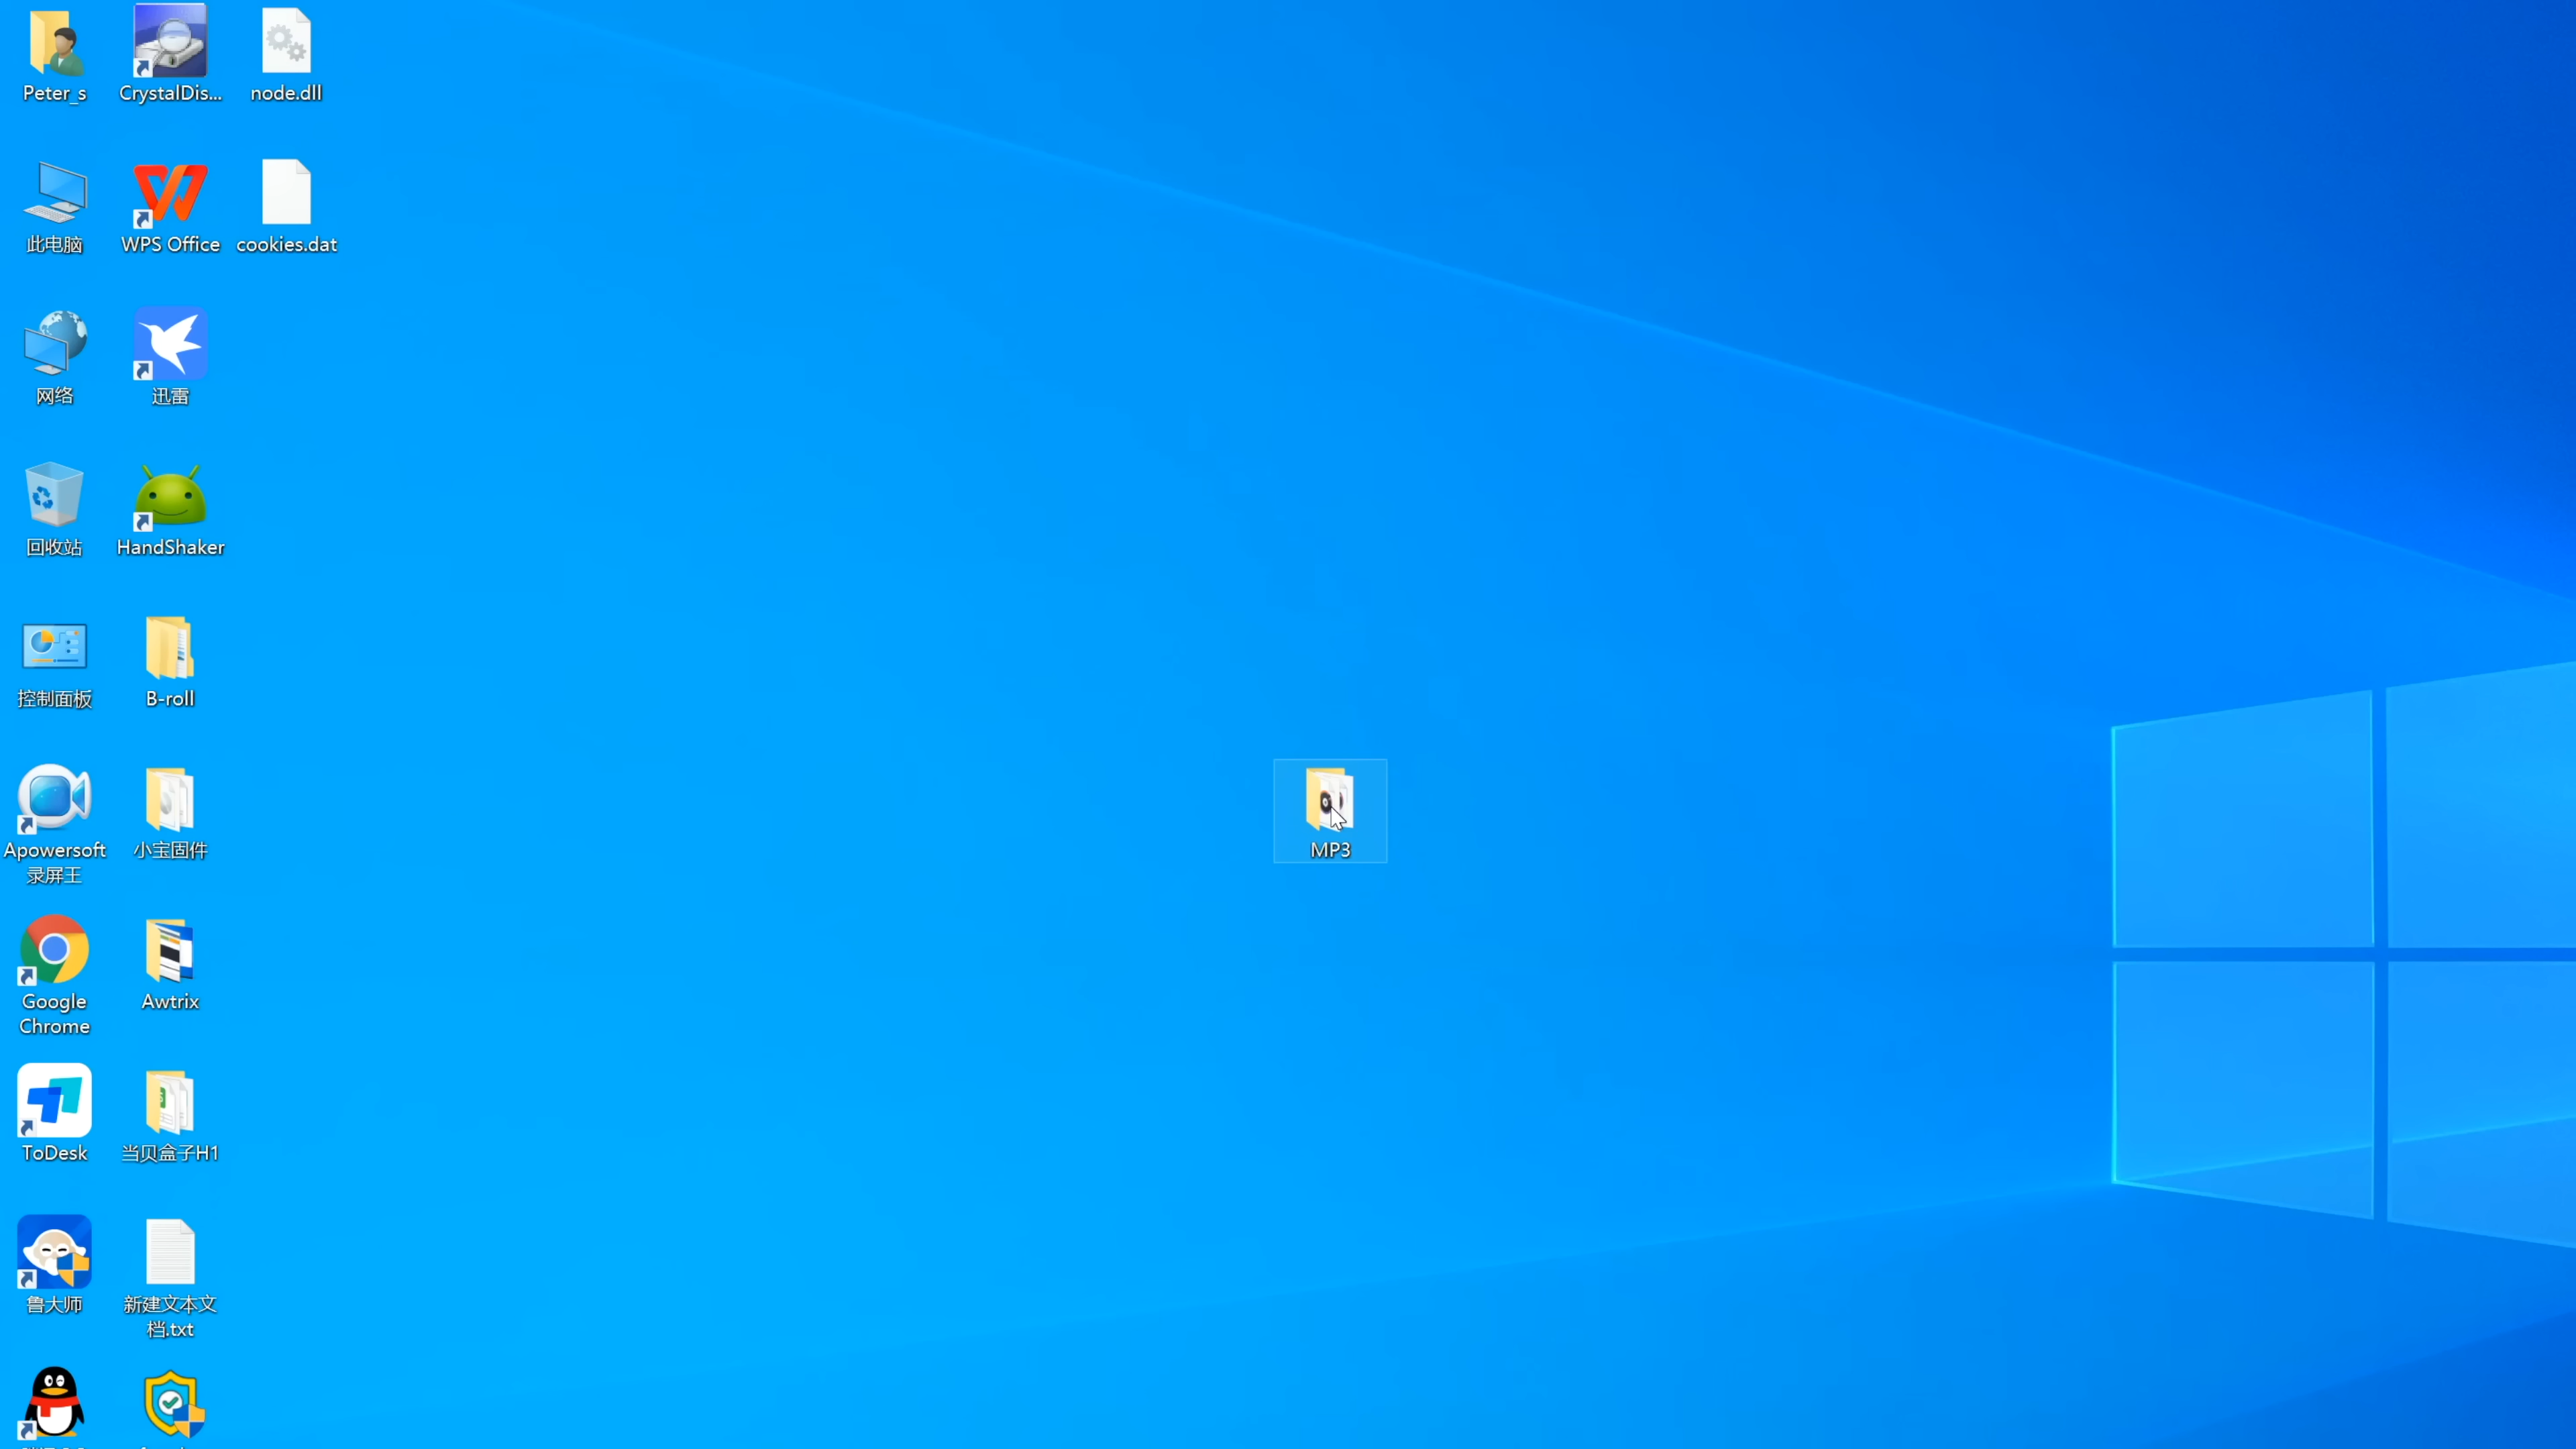 Peter_s
CrystalDis...
node.dll
此电脑
WPS Office
cookies.dat
网络
迅雷
回收站
HandShaker
控制面板
B-roll
Apowersoft
录屏王
小宝固件
MP3
Google
Chrome
Awtrix
ToDesk
当贝盒子H1
鲁大师
新建文本文
档.txt